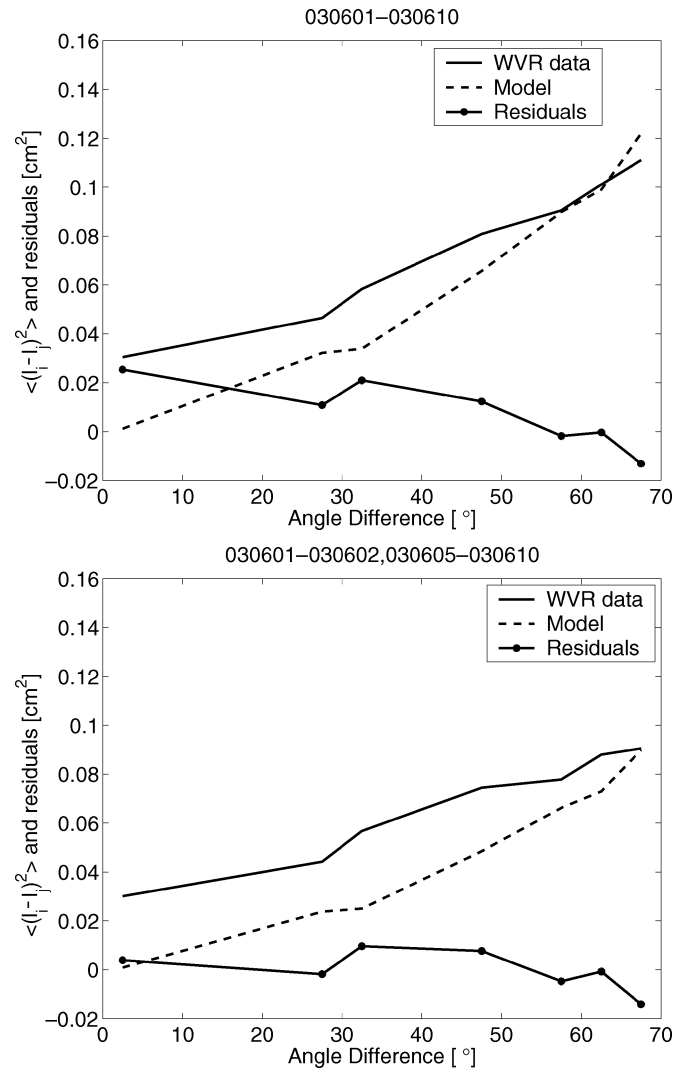 030601–030610
0.16
0.14
0.12
0.1
0.08
0.06
0.04
0.02
0
−0.02
<(l_i-l_j)^2> and residuals [cm^2]
WVR data
Model
Residuals
0 10 20 30 40 50 60 70
Angle Difference [ °]
030601–030602,030605–030610
0.16
0.14
0.12
0.1
0.08
0.06
0.04
0.02
0
−0.02
<(l_i-l_j)^2> and residuals [cm^2]
WVR data
Model
Residuals
0 10 20 30 40 50 60 70
Angle Difference [ °]